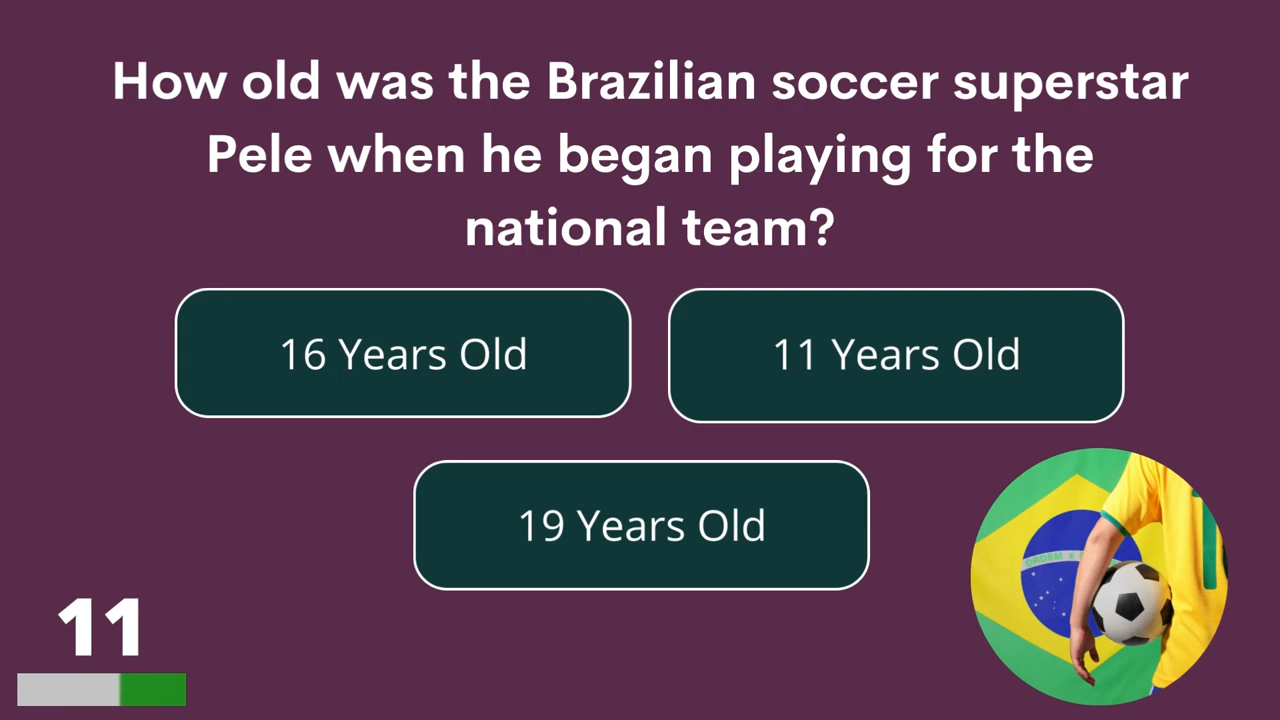 How old was the Brazilian soccer superstar
Pele when he began playing for the
national team?
16 Years Old
11 Years Old
19 Years Old
11